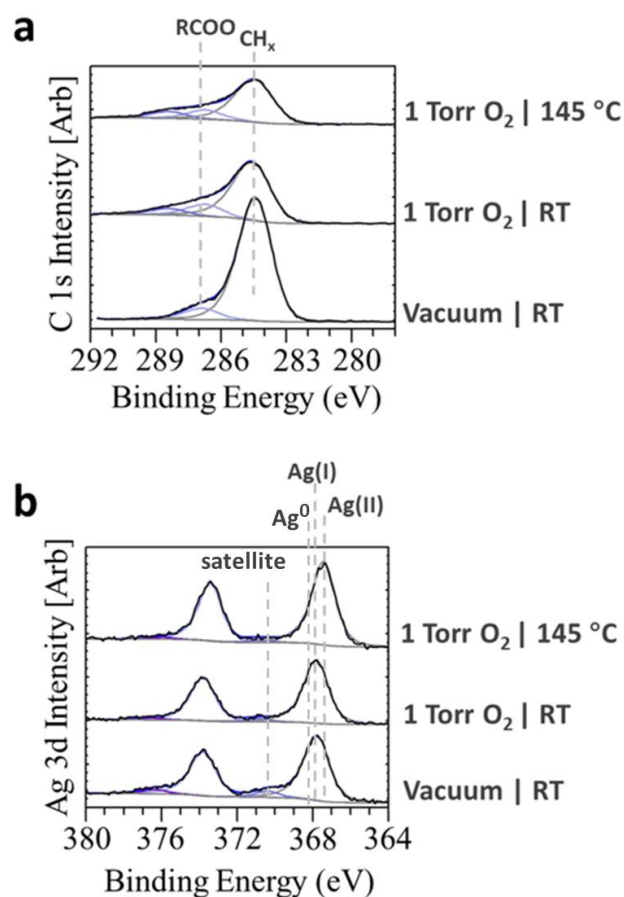 a
RCOO CHₓ
C 1s Intensity [Arb]
1 Torr O₂ | 145 °C
1 Torr O₂ | RT
Vacuum | RT
292 289 286 283 280
Binding Energy (eV)
b
Ag(I)
Ag⁰ Ag(II)
satellite
Ag 3d Intensity [Arb]
1 Torr O₂ | 145 °C
1 Torr O₂ | RT
Vacuum | RT
380 376 372 368 364
Binding Energy (eV)